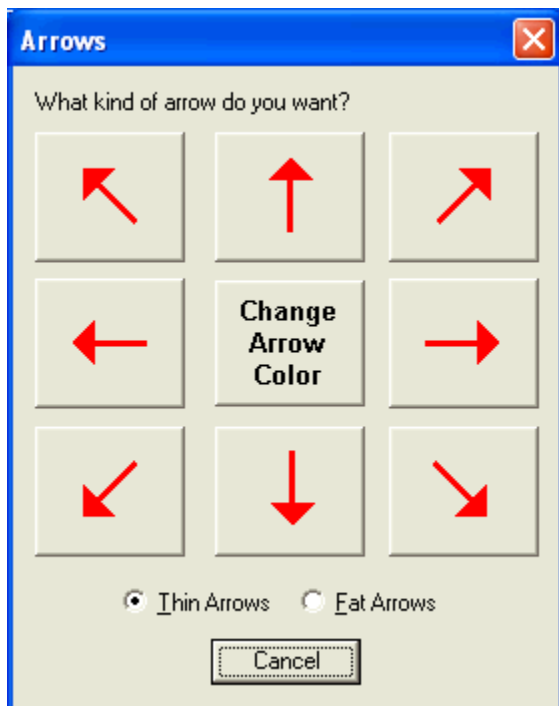 Arrows
What kind of arrow do you want?
Change
Arrow
Color
Thin Arrows Fat Arrows
Cancel